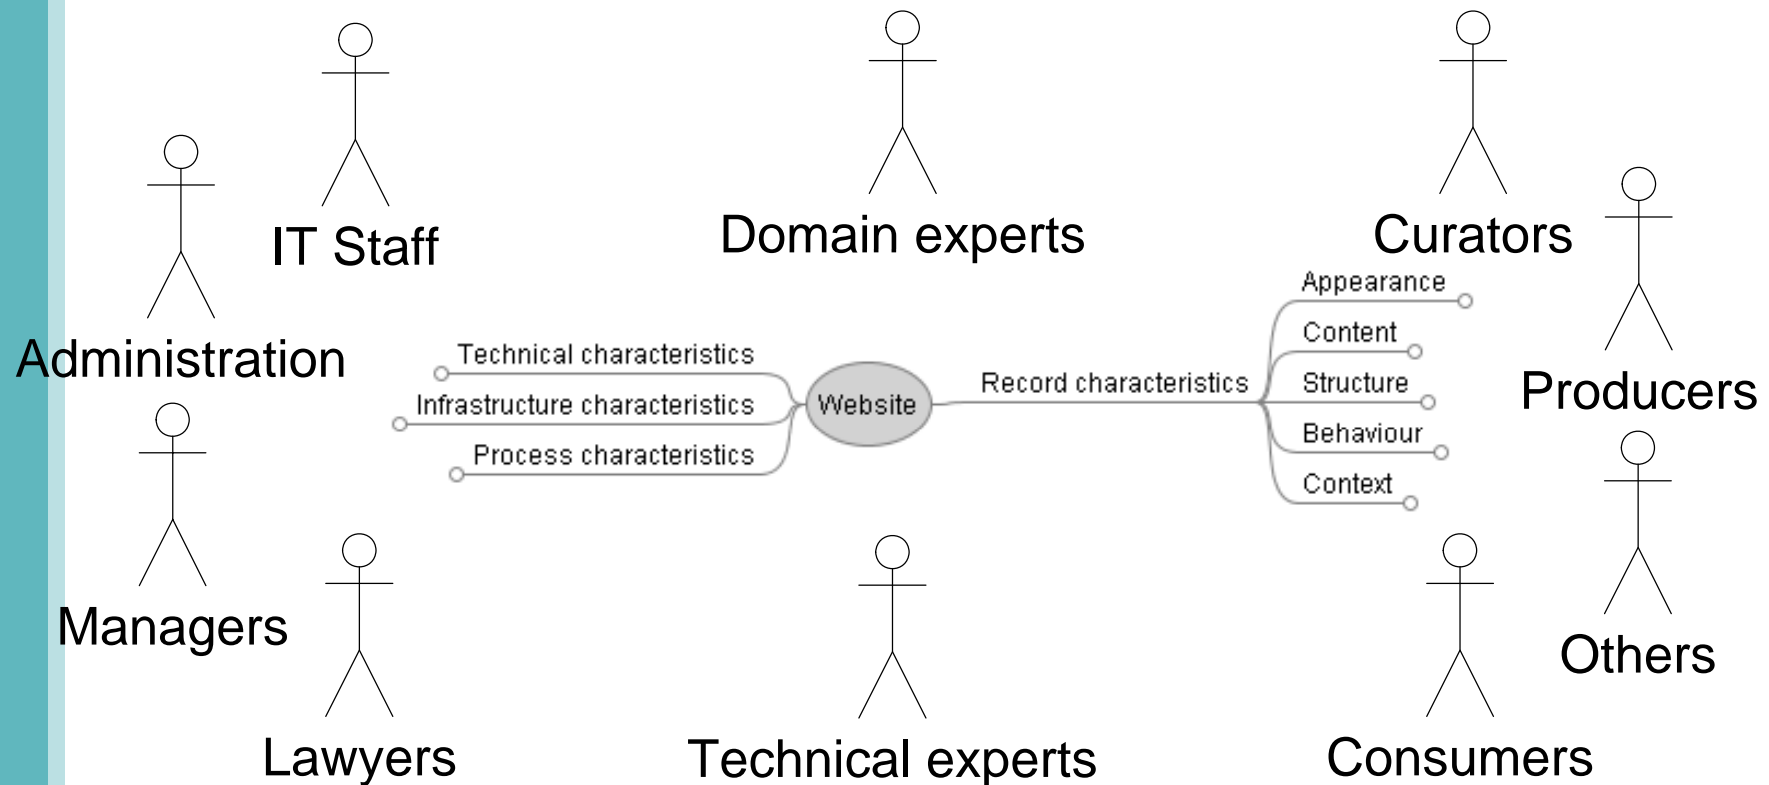 IT Staff
Domain experts
Curators
Administration
Producers
Technical characteristics
Infrastructure characteristics
Process characteristics
Website
Record characteristics
Appearance
Content
Structure
Behaviour
Context
Managers
Others
Lawyers
Technical experts
Consumers